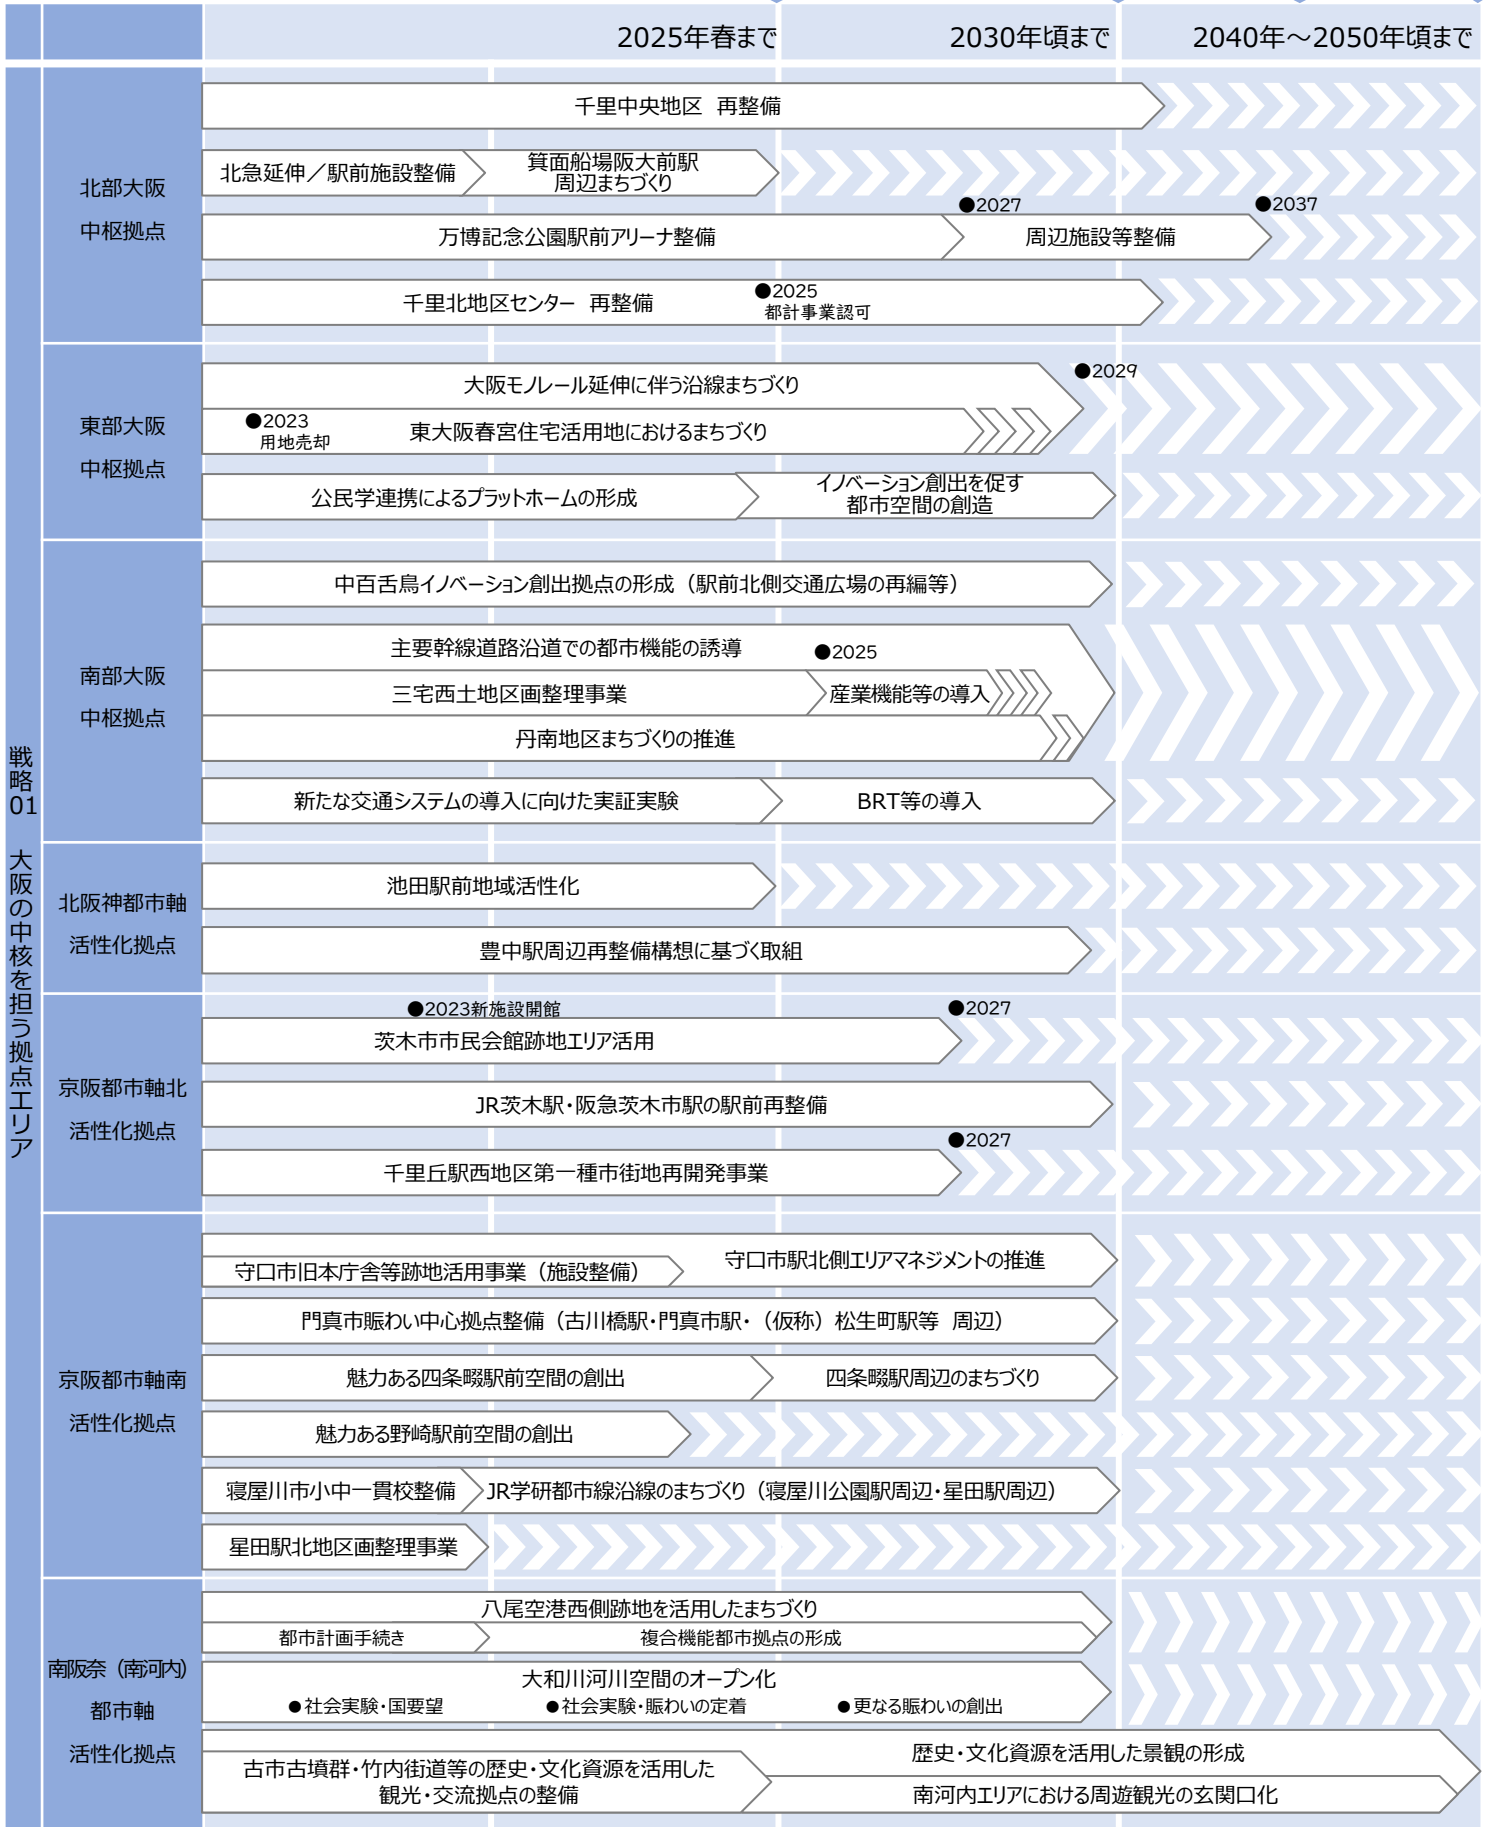 2025年春まで
2030年頃まで
2040年～2050年頃まで
戦略01　大阪の中核を担う拠点エリア
北部大阪
中枢拠点
千里中央地区　再整備
北急延伸／駅前施設整備
箕面船場阪大前駅
周辺まちづくり
●2027
●2037
万博記念公園駅前アリーナ整備
周辺施設等整備
千里北地区センター　再整備
●2025
都計事業認可
東部大阪
中枢拠点
大阪モノレール延伸に伴う沿線まちづくり
●2029
●2023
用地売却
東大阪春宮住宅活用地におけるまちづくり
公民学連携によるプラットホームの形成
イノベーション創出を促す
都市空間の創造
南部大阪
中枢拠点
中百舌鳥イノベーション創出拠点の形成（駅前北側交通広場の再編等）
主要幹線道路沿道での都市機能の誘導
●2025
三宅西土地区画整理事業
産業機能等の導入
丹南地区まちづくりの推進
新たな交通システムの導入に向けた実証実験
BRT等の導入
北阪神都市軸
活性化拠点
池田駅前地域活性化
豊中駅周辺再整備構想に基づく取組
京阪都市軸北
活性化拠点
●2023新施設開館
●2027
茨木市市民会館跡地エリア活用
JR茨木駅・阪急茨木市駅の駅前再整備
●2027
千里丘駅西地区第一種市街地再開発事業
京阪都市軸南
活性化拠点
守口市旧本庁舎等跡地活用事業（施設整備）
守口市駅北側エリアマネジメントの推進
門真市賑わい中心拠点整備（古川橋駅・門真市駅・（仮称）松生町駅等　周辺）
魅力ある四条畷駅前空間の創出
四条畷駅周辺のまちづくり
魅力ある野崎駅前空間の創出
寝屋川市小中一貫校整備
JR学研都市線沿線のまちづくり（寝屋川公園駅周辺・星田駅周辺）
星田駅北地区画整理事業
南阪奈（南河内）
都市軸
活性化拠点
八尾空港西側跡地を活用したまちづくり
都市計画手続き
複合機能都市拠点の形成
大和川河川空間のオープン化
●社会実験・国要望
●社会実験・賑わいの定着
●更なる賑わいの創出
古市古墳群・竹内街道等の歴史・文化資源を活用した
観光・交流拠点の整備
歴史・文化資源を活用した景観の形成
南河内エリアにおける周遊観光の玄関口化